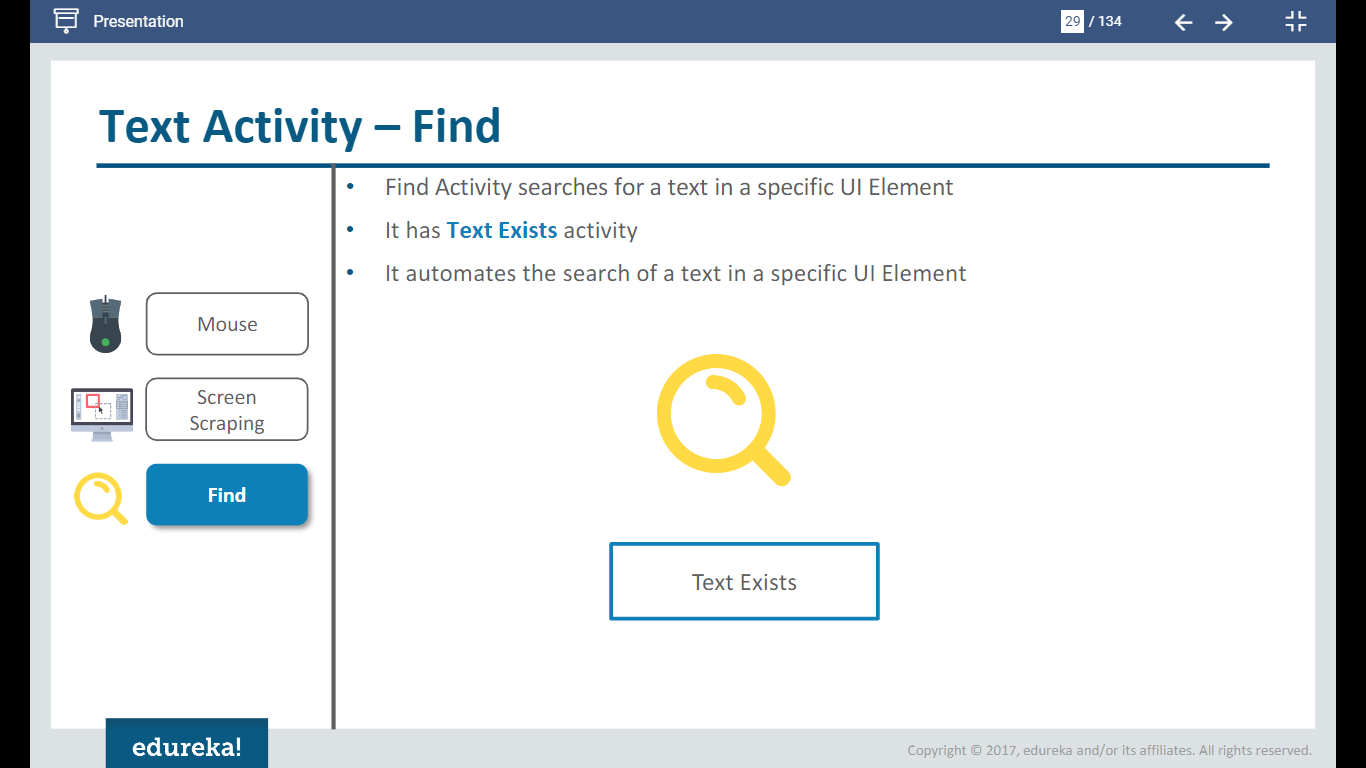 Presentation
29 / 134
Text Activity – Find
• Find Activity searches for a text in a specific UI Element
• It has Text Exists activity
• It automates the search of a text in a specific UI Element
Mouse
Screen
Scraping
Find
Text Exists
edureka!
Copyright © 2017, edureka and/or its affiliates. All rights reserved.